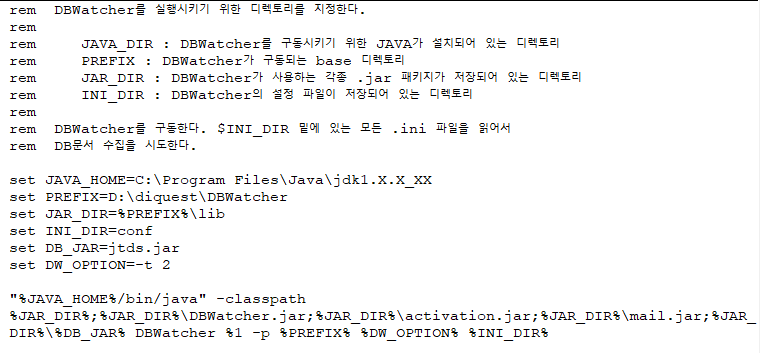 rem  DBWatcher를 실행시키기 위한 디렉토리를 지정한다.
rem
rem     JAVA_DIR : DBWatcher를 구동시키기 위한 JAVA가 설치되어 있는 디렉토리
rem     PREFIX : DBWatcher가 구동되는 base 디렉토리
rem     JAR_DIR : DBWatcher가 사용하는 각종 .jar 패키지가 저장되어 있는 디렉토리
rem     INI_DIR : DBWatcher의 설정 파일이 저장되어 있는 디렉토리
rem
rem  DBWatcher를 구동한다. $INI_DIR 밑에 있는 모든 .ini 파일을 읽어서
rem  DB문서 수집을 시도한다.

set JAVA_HOME=C:\Program Files\Java\jdk1.X.X_XX
set PREFIX=D:\diquest\DBWatcher
set JAR_DIR=%PREFIX%\lib
set INI_DIR=conf
set DB_JAR=jtds.jar
set DW_OPTION=-t 2

"%JAVA_HOME%/bin/java" -classpath
%JAR_DIR%;%JAR_DIR%\DBWatcher.jar;%JAR_DIR%\activation.jar;%JAR_DIR%\mail.jar;%JAR_
DIR%\%DB_JAR% DBWatcher %1 -p %PREFIX% %DW_OPTION% %INI_DIR%